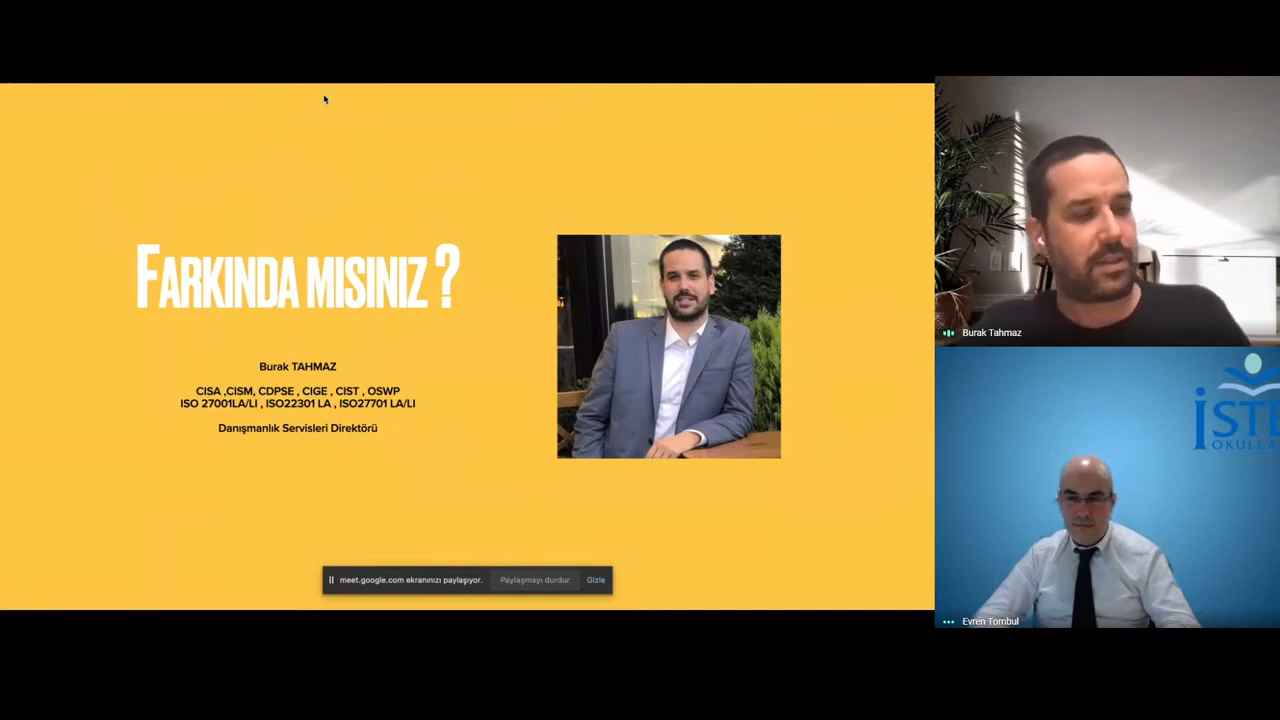 FARKINDA MISINIZ ?
Burak TAHMAZ
CISA ,CISM, CDPSE , CIGE , CIST , OSWP
ISO 27001LA/LI , ISO22301 LA , ISO27701 LA/LI
Danışmanlık Servisleri Direktörü
meet.google.com ekranınızı paylaşıyor. Paylaşmayı durdur Gizle
Burak Tahmaz
Evren Tombul